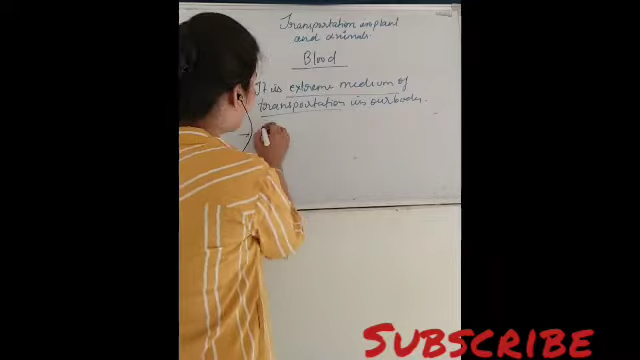 Transportation in plant
and animals.
Blood
It is extreme medium of
transportation in our body.
SUBSCRIBE